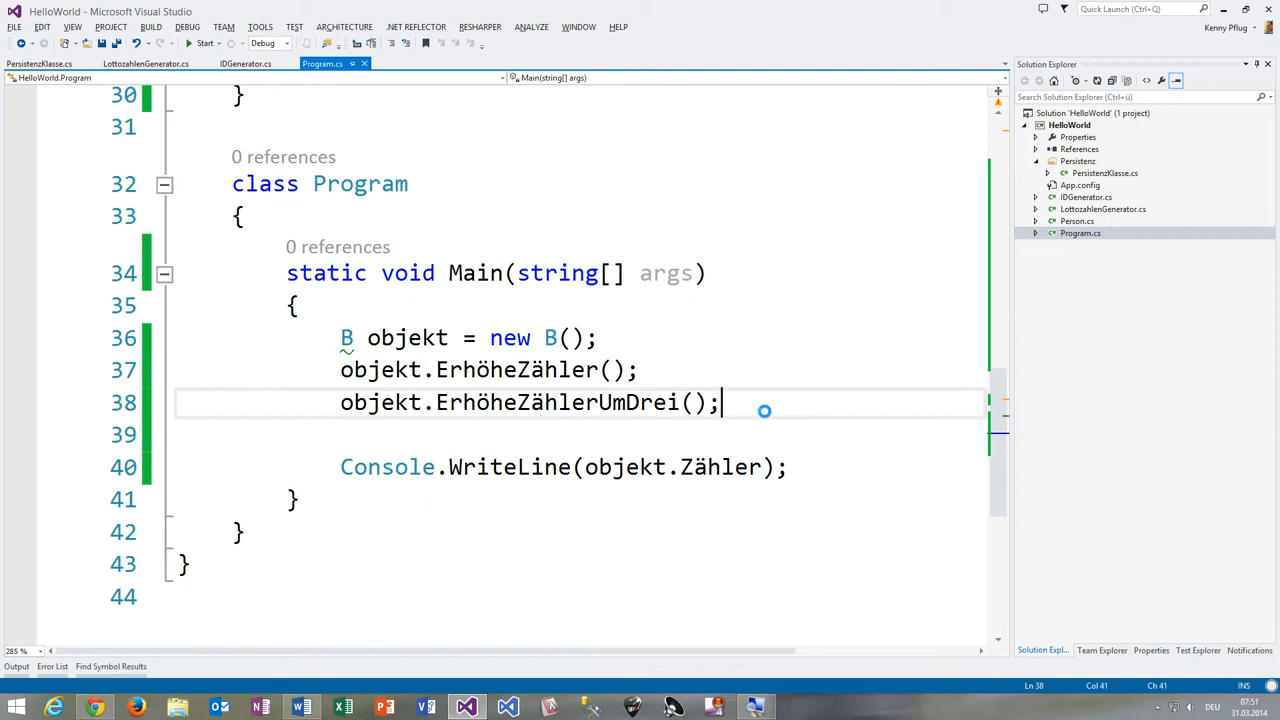 HelloWorld - Microsoft Visual Studio
Quick Launch (Ctrl+Q)
FILE EDIT VIEW PROJECT BUILD DEBUG TEAM TOOLS TEST ARCHITECTURE .NET REFLECTOR RESHARPER ANALYZE WINDOW HELP
Kenny Pflug
Start Debug
PersistenzKlasse.cs LottozahlenGenerator.cs IDGenerator.cs Program.cs
HelloWorld.Program Main(string[] args)
30 }
31
0 references
32 class Program
33 {
0 references
34 static void Main(string[] args)
35 {
36 B objekt = new B();
37 objekt.ErhöheZähler();
38 objekt.ErhöheZählerUmDrei();
39
40 Console.WriteLine(objekt.Zähler);
41 }
42 }
43 }
44
285 %
Solution Explorer
Search Solution Explorer (Ctrl+ü)
Solution 'HelloWorld' (1 project)
HelloWorld
Properties
References
Persistenz
PersistenzKlasse.cs
App.config
IDGenerator.cs
LottozahlenGenerator.cs
Person.cs
Program.cs
Solution Expl... Team Explorer Properties Test Explorer Notifications
Output Error List Find Symbol Results
Ln 38 Col 41 Ch 41 INS
DEU
07:51
31.03.2014